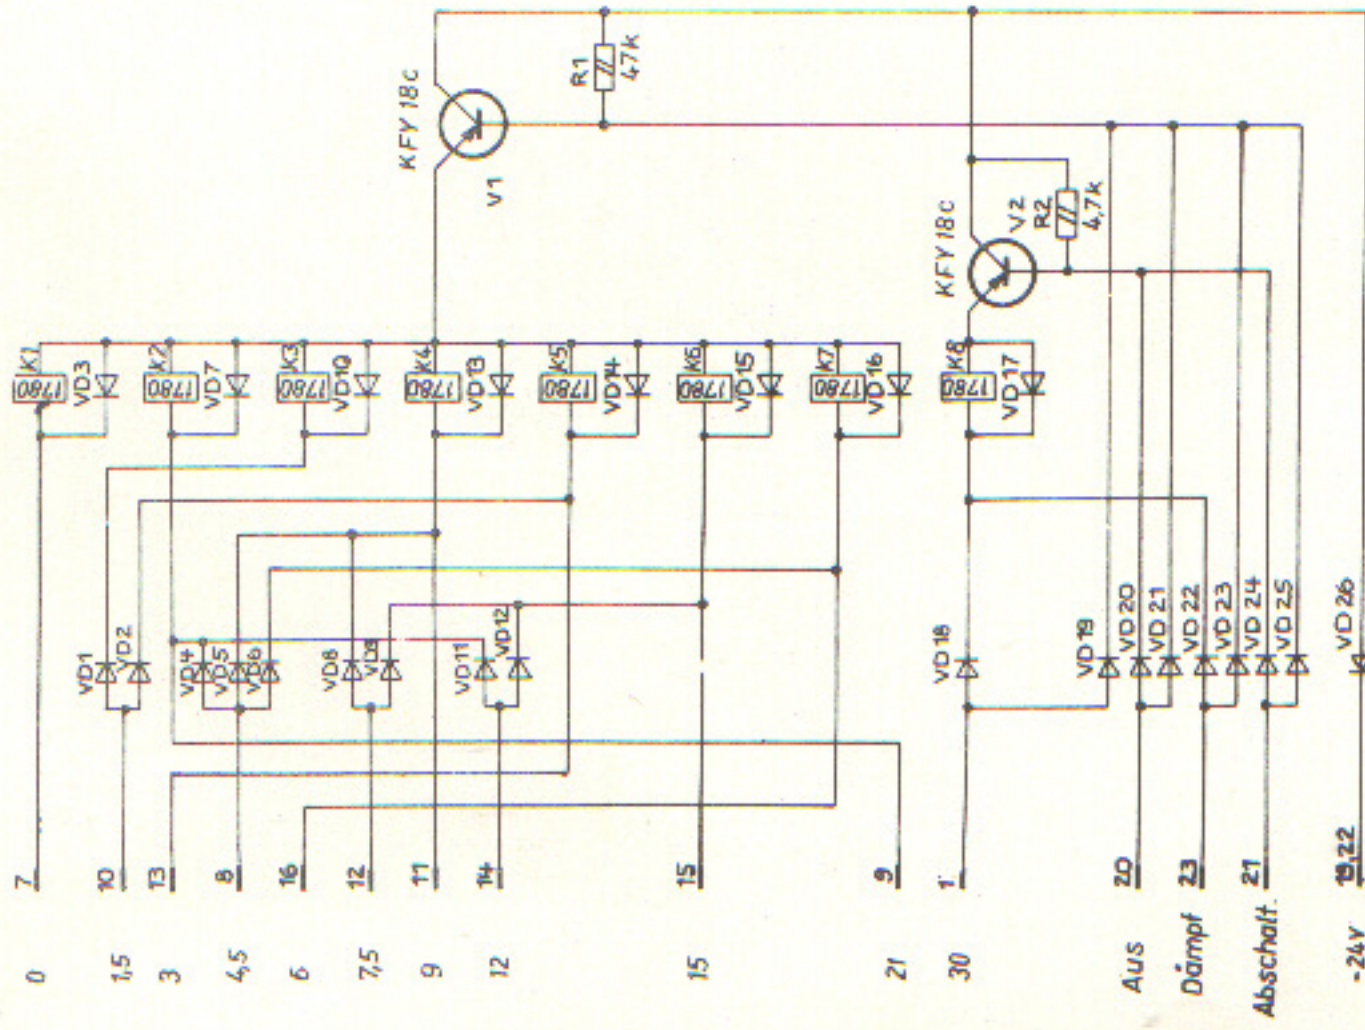 KFY 18C
V1
R1
47k
KFY 18C
V2
R2
4,7k
K1
1780
VD3
K2
1780
VD7
K3
1780
VD10
K4
1780
VD13
K5
1780
VD14
K6
1780
VD15
K7
1780
VD16
K8
1780
VD17
VD1
VD2
VD4
VD5
VD6
VD8
VD9
VD11
VD12
VD18
VD19
VD20
VD21
VD22
VD23
VD24
VD25
VD26
7
10
13
8
16
12
11
14
15
9
1
20
23
21
19,22
0
1,5
3
4,5
6
7,5
9
12
15
21
30
Aus
Dämpf
Abschalt.
-24V